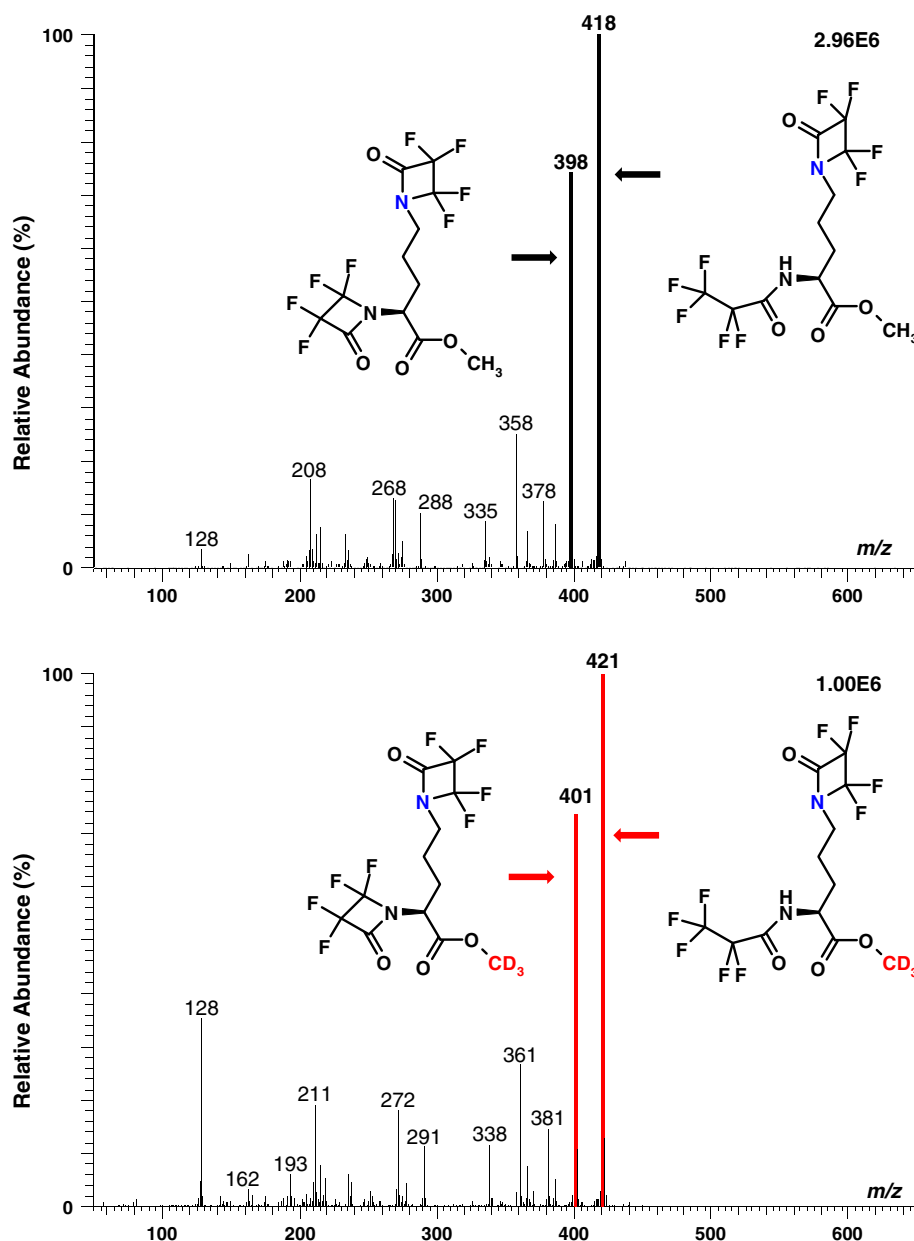 100
418
2.96E6
O
F
F
F
F
N
398
O
F
F
F
F
N
F
F
F
F
N
O
O
O
CH3
F
F
F
F F
O
H
N
O
O
CH3
Relative Abundance (%)
358
208
268
288
335
378
128
m/z
0
100 200 300 400 500 600
100
421
1.00E6
O
F
F
F
F
N
401
O
F
F
F
F
N
F
F
F
F
N
O
O
O
CD3
F
F
F
F F
O
H
N
O
O
CD3
Relative Abundance (%)
128
361
211
272
381
291
338
193
162
m/z
0
100 200 300 400 500 600